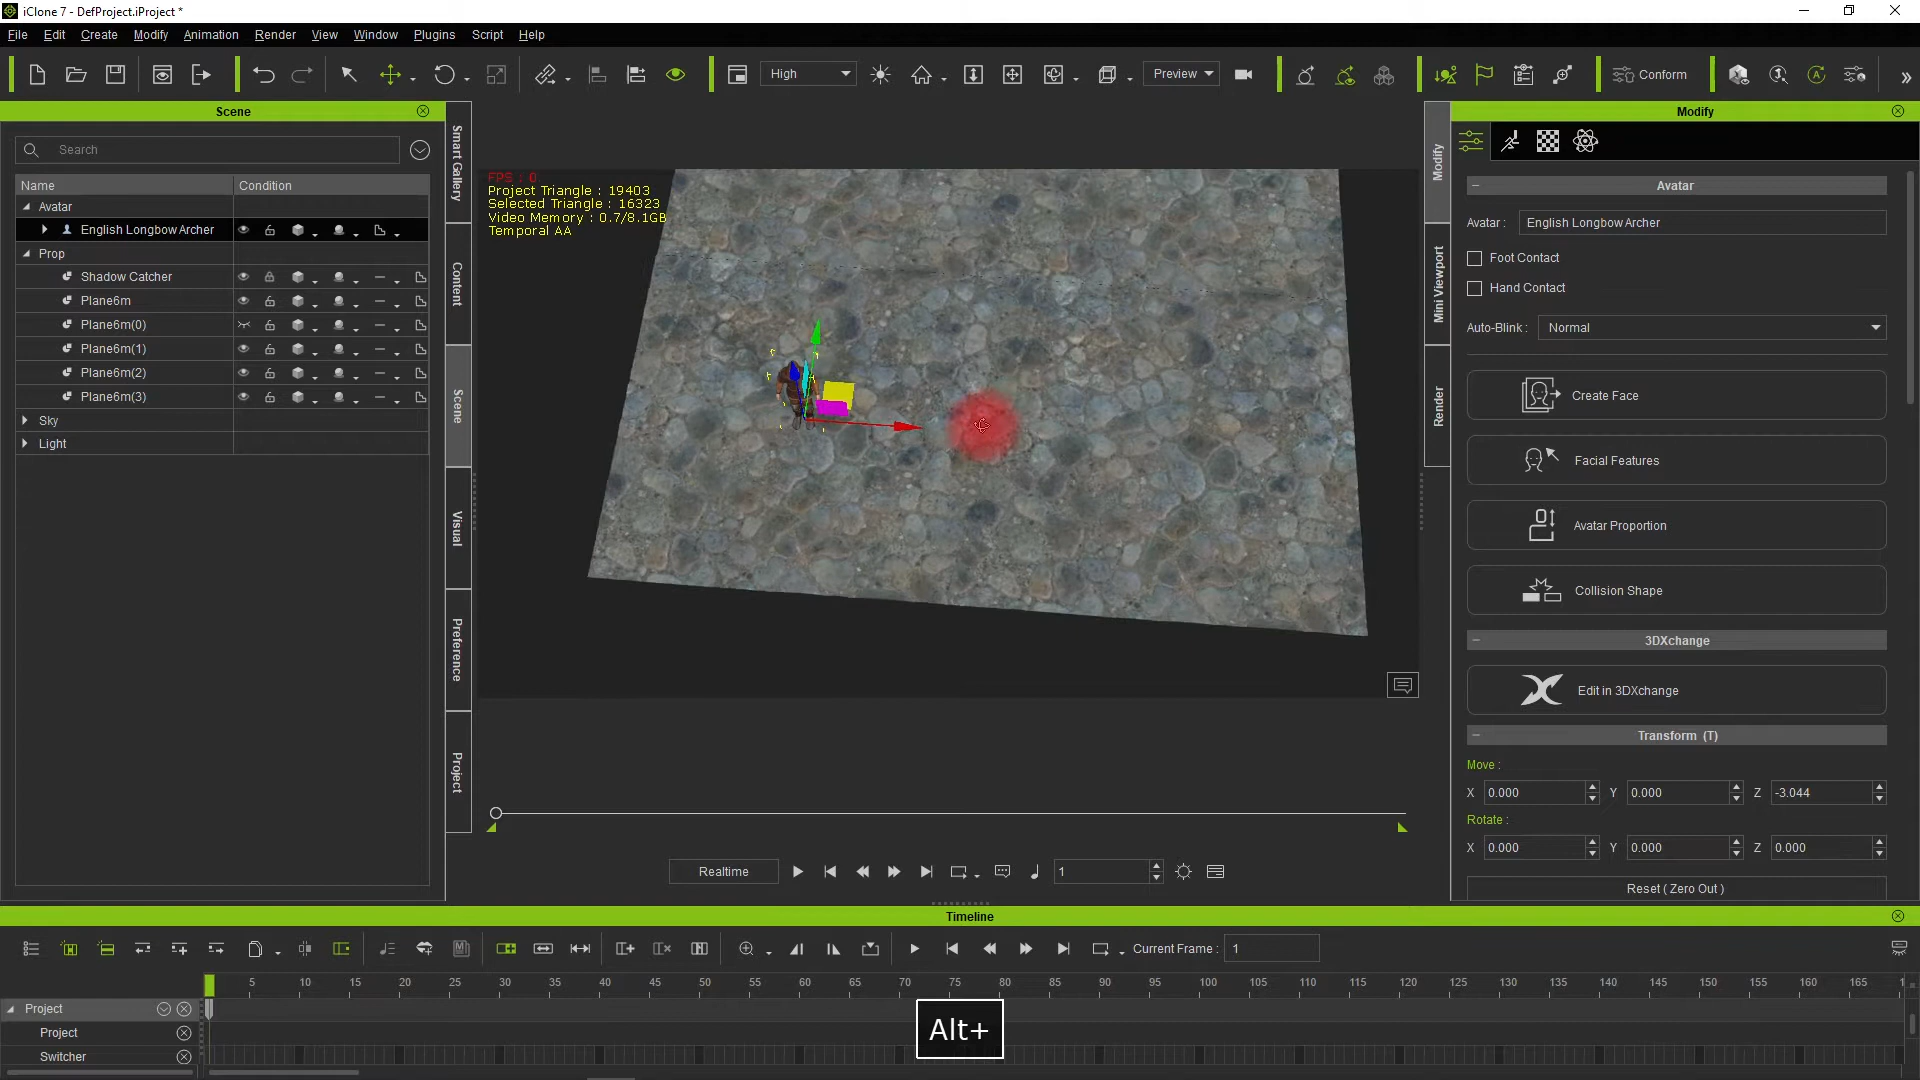 iClone 7 - DefProject.iProject *
File Edit Create Modify Animation Render View Window Plugins Script Help
High
Preview
Conform
Scene
Search
Name Condition
Avatar
English Longbow Archer
Prop
Shadow Catcher
Plane6m
Plane6m(0)
Plane6m(1)
Plane6m(2)
Plane6m(3)
Sky
Light
Smart Gallery
Content
Scene
Visual
Preference
Project
FPS : 0
Project Triangle : 19403
Selected Triangle : 16323
Video Memory : 0.7/8.1GB
Temporal AA
Modify
Mini Viewport
Render
Modify
Avatar
Avatar : English Longbow Archer
Foot Contact
Hand Contact
Auto-Blink : Normal
Create Face
Facial Features
Avatar Proportion
Collision Shape
3DXchange
Edit in 3DXchange
Transform (T)
Move :
X 0.000 Y 0.000 Z -3.044
Rotate :
X 0.000 Y 0.000 Z 0.000
Reset ( Zero Out )
Realtime
1
Timeline
Current Frame : 1
5 10 15 20 25 30 35 40 45 50 55 60 65 70 75 80 85 90 95 100 105 110 115 120 125 130 135 140 145 150 155 160 165
Project
Project
Switcher
Alt+